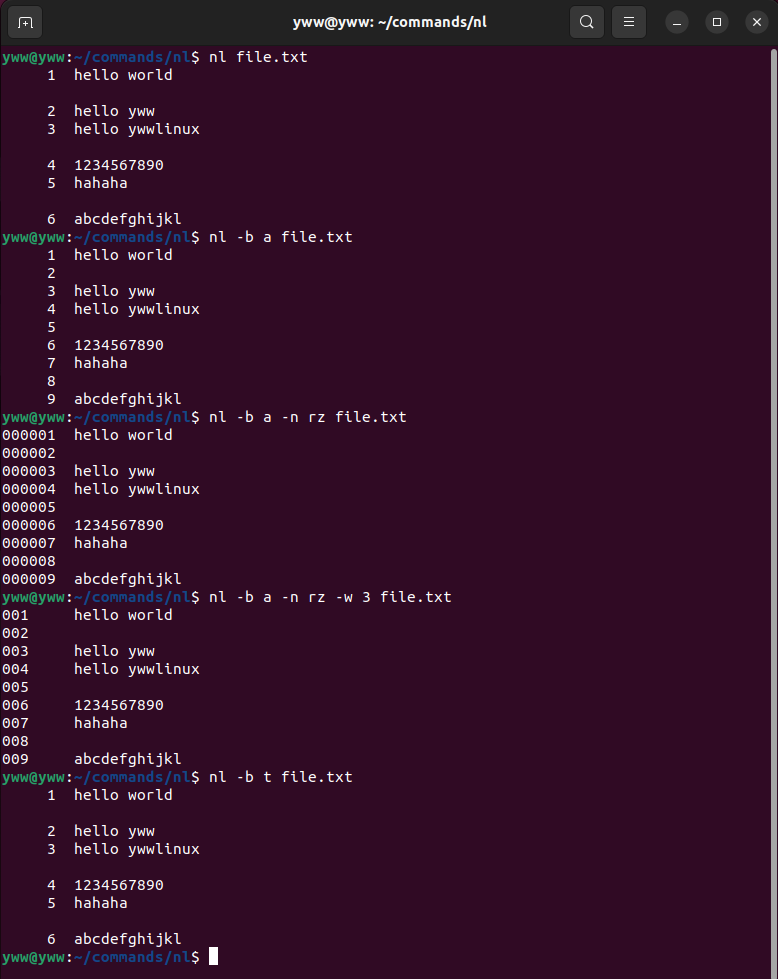 yww@yww: ~/commands/nl
yww@yww:~/commands/nl$ nl file.txt
     1  hello world

     2  hello yww
     3  hello ywwlinux

     4  1234567890
     5  hahaha

     6  abcdefghijkl
yww@yww:~/commands/nl$ nl -b a file.txt
     1  hello world
     2
     3  hello yww
     4  hello ywwlinux
     5
     6  1234567890
     7  hahaha
     8
     9  abcdefghijkl
yww@yww:~/commands/nl$ nl -b a -n rz file.txt
000001  hello world
000002
000003  hello yww
000004  hello ywwlinux
000005
000006  1234567890
000007  hahaha
000008
000009  abcdefghijkl
yww@yww:~/commands/nl$ nl -b a -n rz -w 3 file.txt
001     hello world
002
003     hello yww
004     hello ywwlinux
005
006     1234567890
007     hahaha
008
009     abcdefghijkl
yww@yww:~/commands/nl$ nl -b t file.txt
     1  hello world

     2  hello yww
     3  hello ywwlinux

     4  1234567890
     5  hahaha

     6  abcdefghijkl
yww@yww:~/commands/nl$